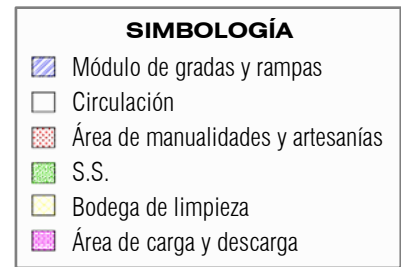 SIMBOLOGÍA
Módulo de gradas y rampas
Circulación
Área de manualidades y artesanías
S.S.
Bodega de limpieza
Área de carga y descarga